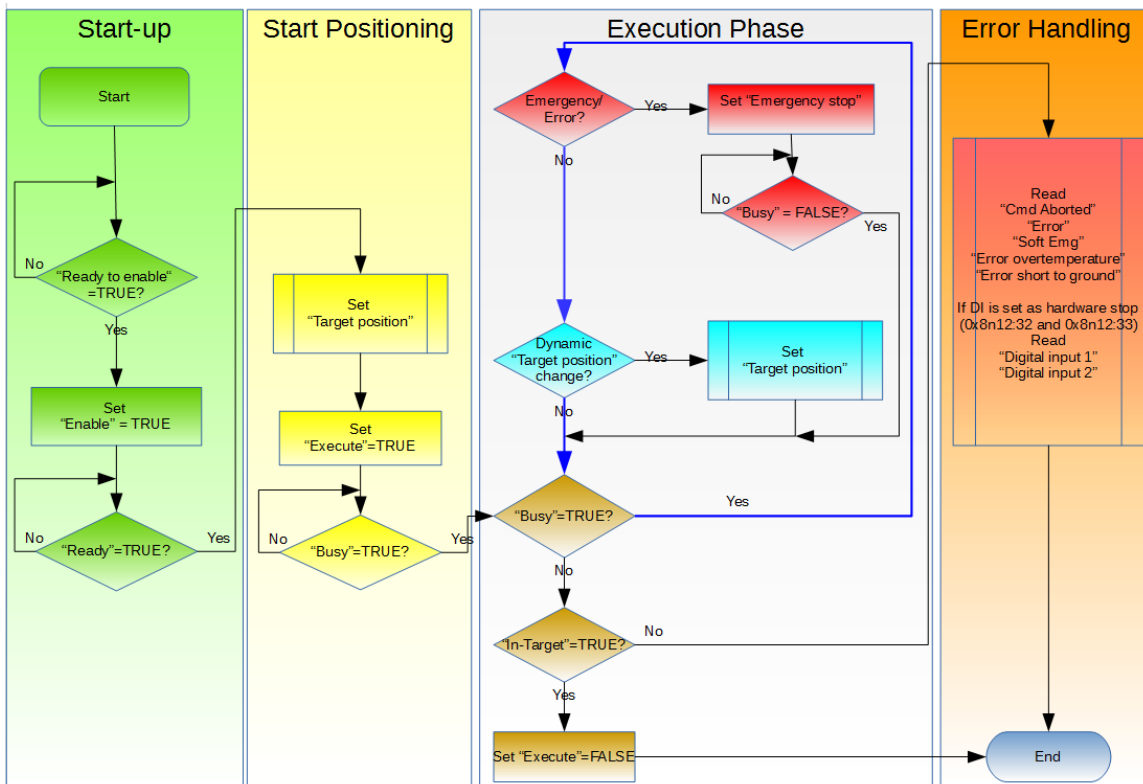 Start-up
Start
No
“Ready to enable“
=TRUE?
Yes
Set
“Enable” = TRUE
No
“Ready”=TRUE?
Yes
Start Positioning
Set
“Target position”
Set
“Execute”=TRUE
No
“Busy”=TRUE?
Yes
Execution Phase
Emergency/
Error?
Yes
Set “Emergency stop”
No
No
“Busy” = FALSE?
Yes
Dynamic
“Target position”
change?
Yes
Set
“Target position”
No
“Busy”=TRUE?
Yes
No
“In-Target”=TRUE?
No
Yes
Set “Execute”=FALSE
Error Handling
Read
“Cmd Aborted”
“Error”
“Soft Emg”
“Error overtemperature”
“Error short to ground”
If DI is set as hardware stop
(0x8n12:32 and 0x8n12:33)
Read
“Digital input 1”
“Digital input 2”
End